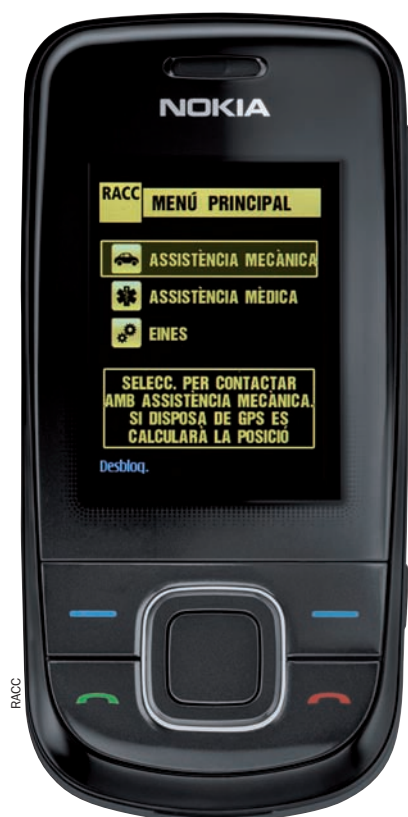 NOKIA
RACC
MENÚ PRINCIPAL
ASSISTÈNCIA MECÀNICA
ASSISTÈNCIA MÈDICA
EINES
SELECC. PER CONTACTAR
AMB ASSISTÈNCIA MECÀNICA.
SI DISPOSA DE GPS ES
CALCULARÀ LA POSICIÓ
Desbloq.
RACC